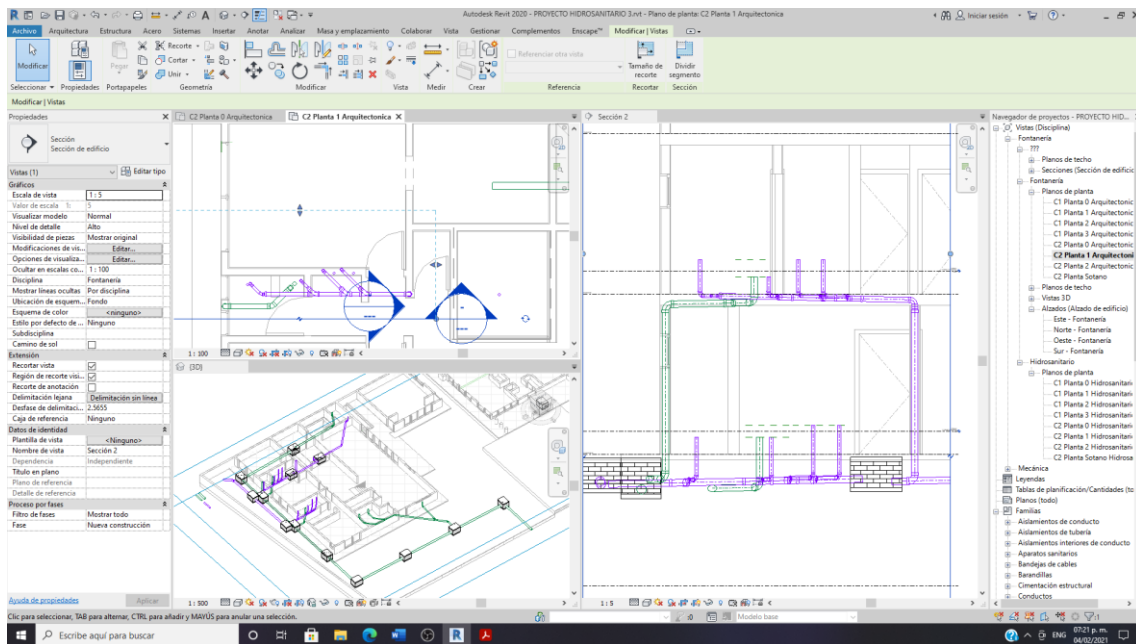 Autodesk Revit 2020 - PROYECTO HIDROSANITARIO 3.rvt - Plano de planta: C2 Planta 1 Arquitectonica
Iniciar sesión
Archivo Arquitectura Estructura Acero Sistemas Insertar Anotar Analizar Masa y emplazamiento Colaborar Vista Gestionar Complementos Enscape™ Modificar | Vistas
Modificar
Pegar
Recorte
Cortar
Unir
Referenciar otra vista
Tamaño de recorte
Dividir segmento
Seleccionar Propiedades Portapapeles Geometría Modificar Vista Medir Crear Referencia Recortar Sección
Modificar | Vistas
Propiedades
Sección
Sección de edificio
Vistas (1) Editar tipo
Gráficos
Escala de vista 1 : 5
Valor de escala 1: 5
Visualizar modelo Normal
Nivel de detalle Alto
Visibilidad de piezas Mostrar original
Modificaciones de vis... Editar...
Opciones de visualiza... Editar...
Ocultar en escalas co... 1 : 100
Disciplina Fontanería
Mostrar líneas ocultas Por disciplina
Ubicación de esquem... Fondo
Esquema de color <ninguno>
Estilo por defecto de ... Ninguno
Subdisciplina
Camino de sol
Extensión
Recortar vista
Región de recorte visi...
Recorte de anotación
Delimitación lejana Delimitación sin línea
Desfase de delimitaci... 2.5655
Caja de referencia Ninguno
Datos de identidad
Plantilla de vista <Ninguno>
Nombre de vista Sección 2
Dependencia Independiente
Título en plano
Plano de referencia
Detalle de referencia
Proceso por fases
Filtro de fases Mostrar todo
Fase Nueva construcción
Ayuda de propiedades Aplicar
C2 Planta 0 Arquitectonica
C2 Planta 1 Arquitectonica
1 : 100
{3D}
1 : 500
Sección 2
1 : 5
Navegador de proyectos - PROYECTO HID...
Vistas (Disciplina)
Fontanería
???
Planos de techo
Secciones (Sección de edific
Fontanería
Planos de planta
C1 Planta 0 Arquitectonic
C1 Planta 1 Arquitectonic
C1 Planta 2 Arquitectonic
C1 Planta 3 Arquitectonic
C2 Planta 0 Arquitectonic
C2 Planta 1 Arquitectoni
C2 Planta 2 Arquitectonic
C2 Planta Sotano
Planos de techo
Vistas 3D
Alzados (Alzado de edificio)
Este - Fontanería
Norte - Fontanería
Oeste - Fontanería
Sur - Fontanería
Hidrosanitario
Planos de planta
C1 Planta 0 Hidrosanitari
C1 Planta 1 Hidrosanitari
C1 Planta 2 Hidrosanitari
C1 Planta 3 Hidrosanitari
C2 Planta 0 Hidrosanitari
C2 Planta 1 Hidrosanitari
C2 Planta 2 Hidrosanitari
C2 Planta Sotano Hidrosa
Mecánica
Leyendas
Tablas de planificación/Cantidades (to
Planos (todo)
Familias
Aislamientos de conducto
Aislamientos de tubería
Aislamientos interiores de conducto
Aparatos sanitarios
Bandejas de cables
Barandillas
Cimentación estructural
Conductos
Clic para seleccionar, TAB para alternar, CTRL para añadir y MAYÚS para anular una selección.
:0
Modelo base
:1
Escribe aquí para buscar
ENG
07:21 p. m.
04/02/2021